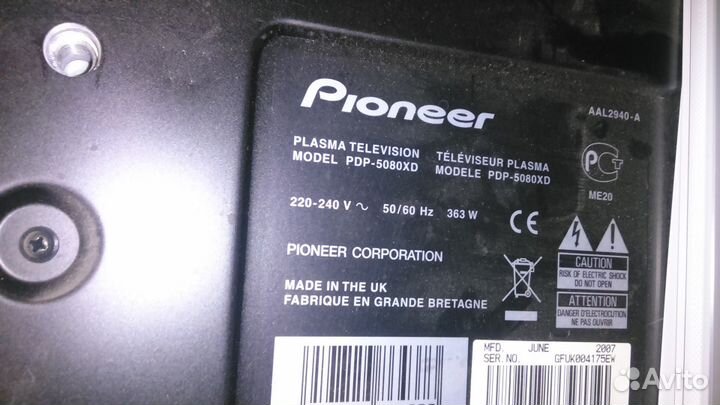 Pioneer
AAL2940-A
PLASMA TELEVISION
MODEL PDP-5080XD
TÉLÉVISEUR PLASMA
MODELE PDP-5080XD
PCT
ME20
220-240 V ~ 50/60 Hz 363 W
CE
PIONEER CORPORATION
CAUTION
RISK OF ELECTRIC SHOCK
DO NOT OPEN
MADE IN THE UK
FABRIQUE EN GRANDE BRETAGNE
ATTENTION
DANGER D'ELECTROCUTION
NE PAS OUVRIR
MFD. JUNE 2007
SER.NO. GFUK004175EW
Avito